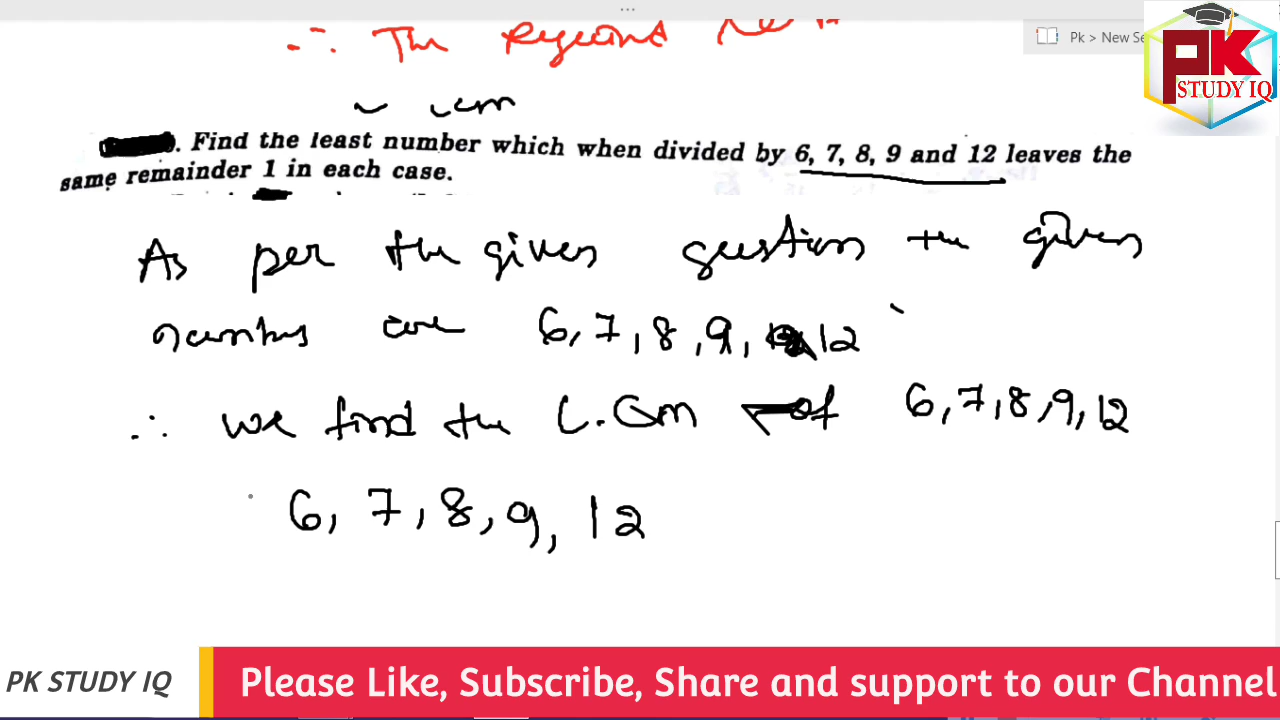 ∴ The required no
Pk > New Se
PK
STUDY IQ
Lcm
. Find the least number which when divided by 6, 7, 8, 9 and 12 leaves the
same remainder 1 in each case.
As per the given question the given
numbers are 6, 7, 8, 9, 12
∴ we find the L.Cm of 6, 7, 8, 9, 12
6, 7, 8, 9, 12
PK STUDY IQ
Please Like, Subscribe, Share and support to our Channel